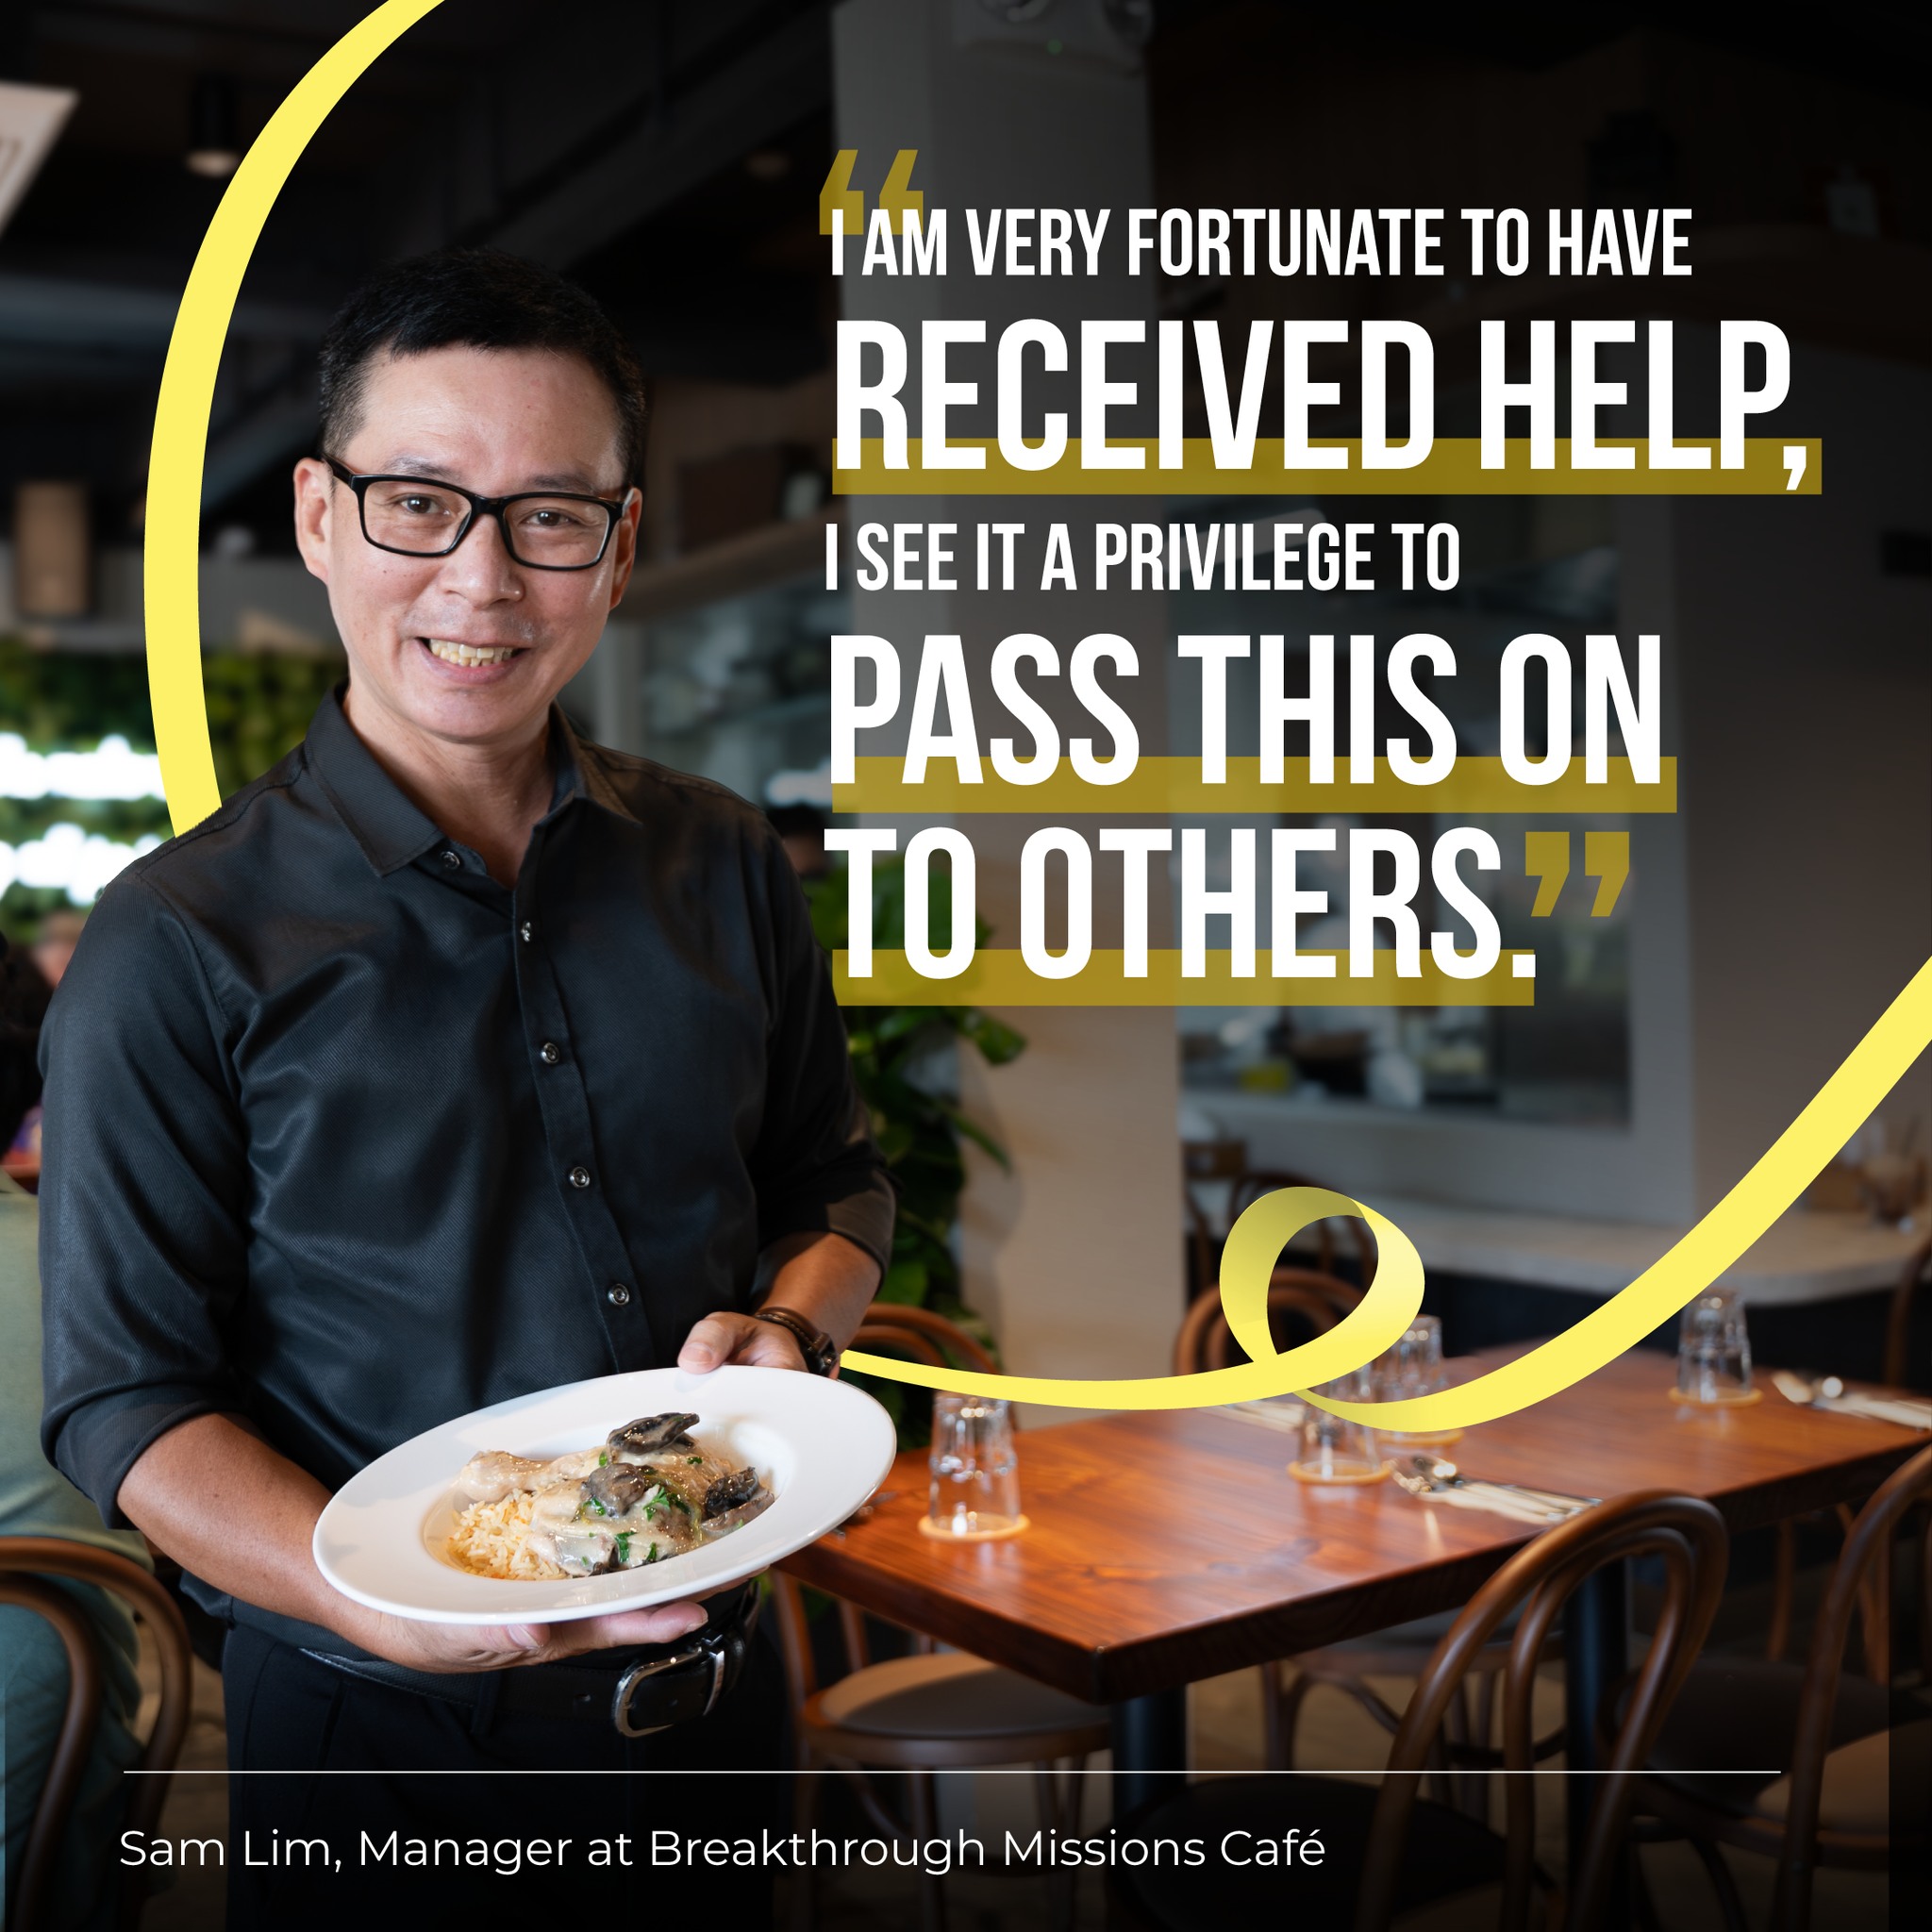 “I AM VERY FORTUNATE TO HAVE
RECEIVED HELP,
I SEE IT A PRIVILEGE TO
PASS THIS ON
TO OTHERS.”
Sam Lim, Manager at Breakthrough Missions Café